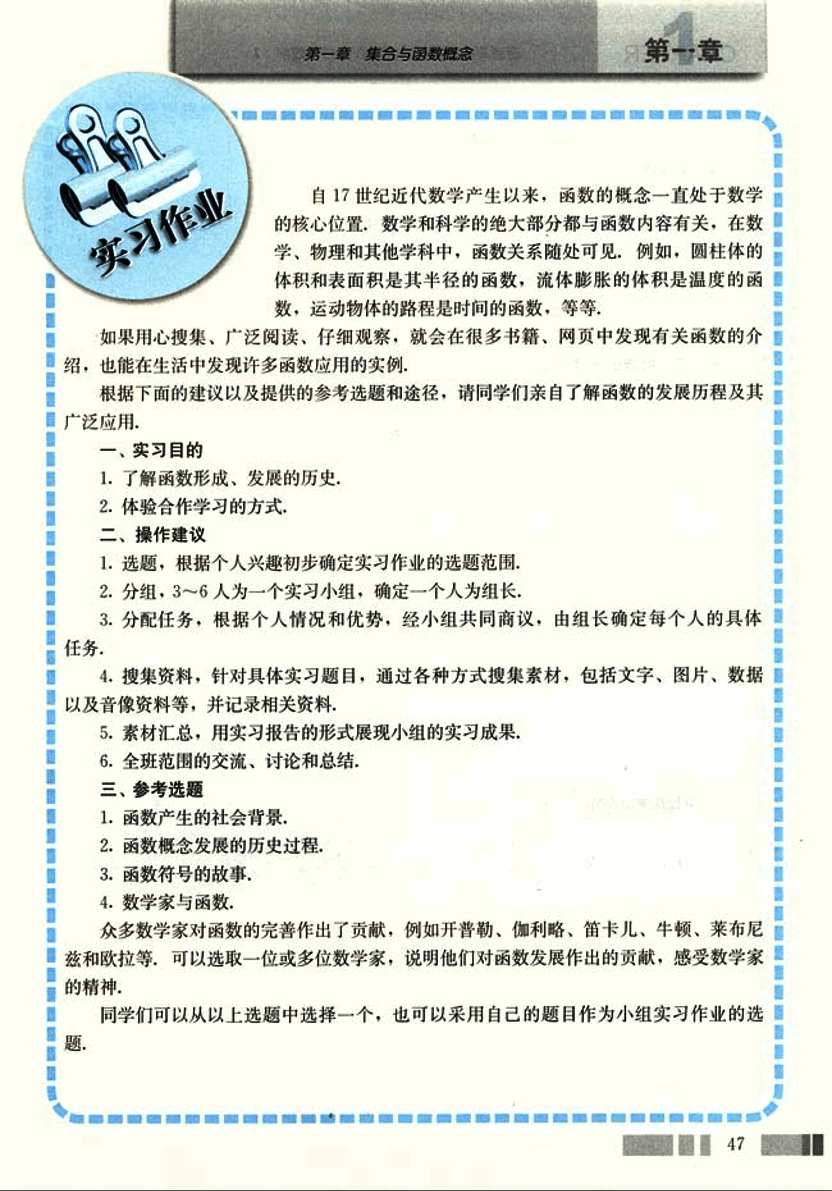 第一章 集合与函数概念
第一章
实习作业
自 17 世纪近代数学产生以来，函数的概念一直处于数学
的核心位置. 数学和科学的绝大部分都与函数内容有关，在数
学、物理和其他学科中，函数关系随处可见. 例如，圆柱体的
体积和表面积是其半径的函数，流体膨胀的体积是温度的函
数，运动物体的路程是时间的函数，等等.
如果用心搜集、广泛阅读、仔细观察，就会在很多书籍、网页中发现有关函数的介
绍，也能在生活中发现许多函数应用的实例.
根据下面的建议以及提供的参考选题和途径，请同学们亲自了解函数的发展历程及其
广泛应用.
一、实习目的
1. 了解函数形成、发展的历史.
2. 体验合作学习的方式.
二、操作建议
1. 选题，根据个人兴趣初步确定实习作业的选题范围.
2. 分组，3～6 人为一个实习小组，确定一个人为组长.
3. 分配任务，根据个人情况和优势，经小组共同商议，由组长确定每个人的具体
任务.
4. 搜集资料，针对具体实习题目，通过各种方式搜集素材，包括文字、图片、数据
以及音像资料等，并记录相关资料.
5. 素材汇总，用实习报告的形式展现小组的实习成果.
6. 全班范围的交流、讨论和总结.
三、参考选题
1. 函数产生的社会背景.
2. 函数概念发展的历史过程.
3. 函数符号的故事.
4. 数学家与函数.
众多数学家对函数的完善作出了贡献，例如开普勒、伽利略、笛卡儿、牛顿、莱布尼
兹和欧拉等. 可以选取一位或多位数学家，说明他们对函数发展作出的贡献，感受数学家
的精神.
同学们可以从以上选题中选择一个，也可以采用自己的题目作为小组实习作业的选
题.
47